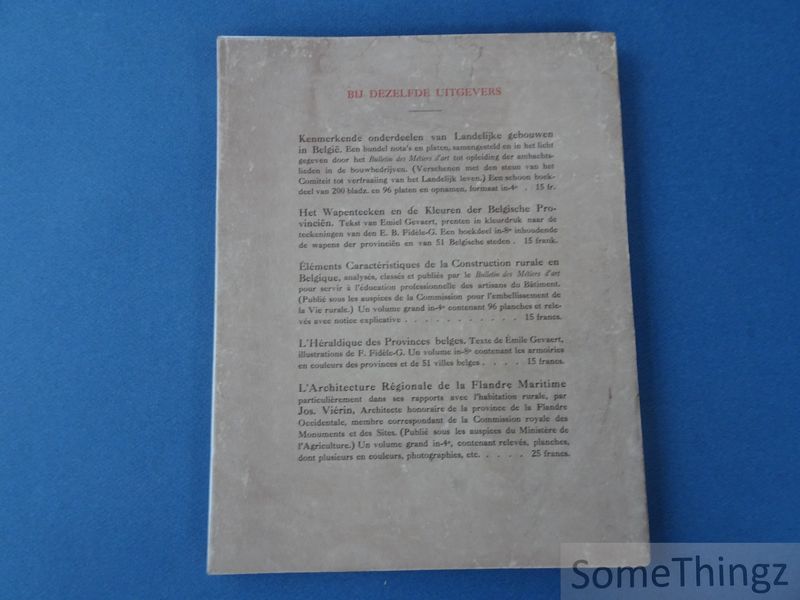 BIJ DEZELFDE UITGEVERS
Kenmerkende onderdeelen van Landelijke gebouwen
in België. Een bundel nota's en platen, samengesteld en in het licht
gegeven door het Bulletin des Métiers d'art tot opleiding der ambachts-
lieden in de bouwbedrijven. (Verschenen met den steun van het
Comiteit tot verfraaiing van het Landelijk leven.) Een schoon boek-
deel van 200 bladz. en 96 platen en opnamen, formaat in-4º . 15 fr.
Het Wapenteeken en de Kleuren der Belgische Pro-
vinciën. Tekst van Emiel Gevaert, prenten in kleurdruk naar de
teekeningen van den E. B. Fidèle-G. Een boekdeel in-8º inhoudende
de wapens der provinciën en van 51 Belgische steden . 15 frank.
Éléments Caractéristiques de la Construction rurale en
Belgique, analysés, classés et publiés par le Bulletin des Métiers d'art
pour servir à l'éducation professionnelle des artisans du Bâtiment.
(Publié sous les auspices de la Commission pour l'embellissement de
la Vie rurale.) Un volume grand in-4º contenant 96 planches et rele-
vés avec notice explicative . . . . . . . . . . . 15 francs.
L'Héraldique des Provinces belges. Texte de Émile Gevaert,
illustrations de F. Fidèle-G. Un volume in-8º contenant les armoiries
en couleurs des provinces et de 51 villes belges . . . . 15 francs.
L'Architecture Régionale de la Flandre Maritime
particulièrement dans ses rapports avec l'habitation rurale, par
Jos. Viérin, Architecte honoraire de la province de la Flandre
Occidentale, membre correspondant de la Commission royale des
Monuments et des Sites. (Publié sous les auspices du Ministère de
l'Agriculture.) Un volume grand in-4º, contenant relevés, planches,
dont plusieurs en couleurs, photographies, etc. . . . . 25 francs.
SomeThingz